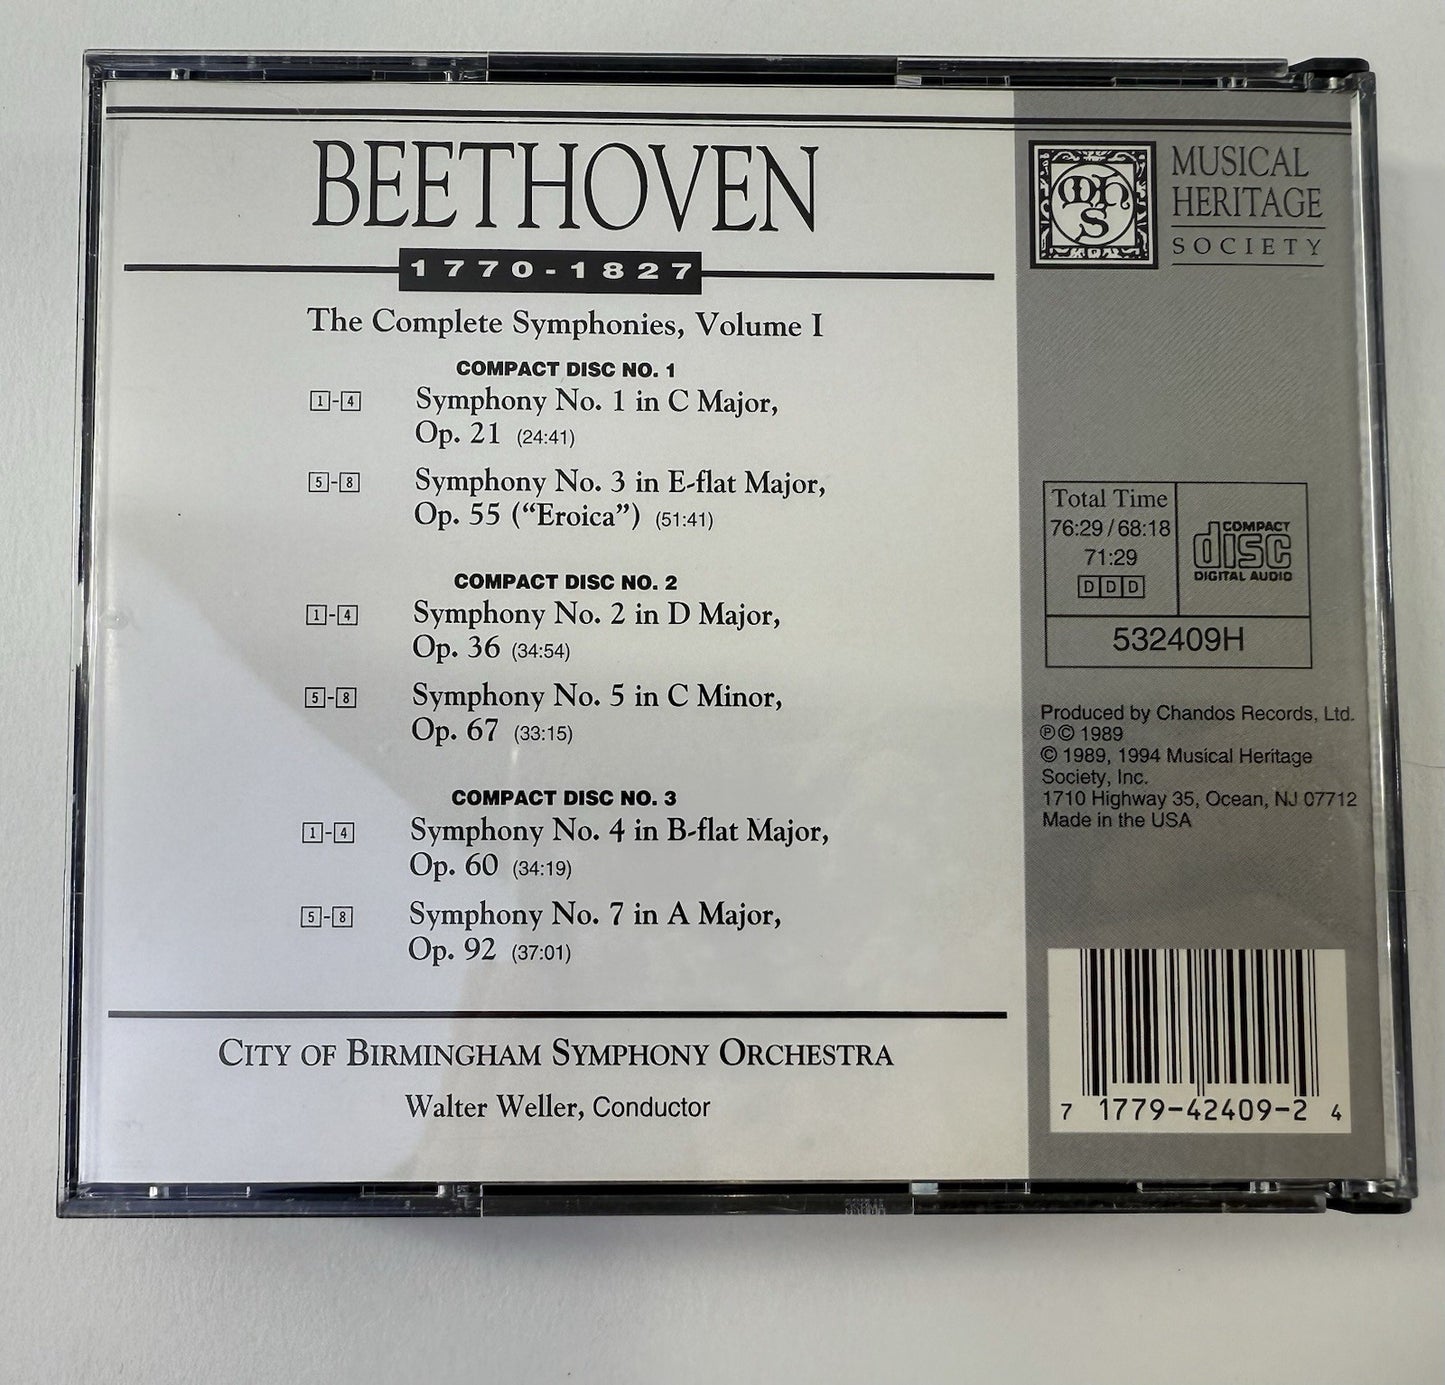 BEETHOVEN
1770-1827
The Complete Symphonies, Volume I
COMPACT DISC NO. 1
1-4 Symphony No. 1 in C Major,
Op. 21 (24:41)
5-8 Symphony No. 3 in E-flat Major,
Op. 55 (“Eroica”) (51:41)
COMPACT DISC NO. 2
1-4 Symphony No. 2 in D Major,
Op. 36 (34:54)
5-8 Symphony No. 5 in C Minor,
Op. 67 (33:15)
COMPACT DISC NO. 3
1-4 Symphony No. 4 in B-flat Major,
Op. 60 (34:19)
5-8 Symphony No. 7 in A Major,
Op. 92 (37:01)
CITY OF BIRMINGHAM SYMPHONY ORCHESTRA
Walter Weller, Conductor
mh
S
MUSICAL
HERITAGE
SOCIETY
Total Time
76:29/68:18
71:29
DDD
COMPACT
disc
DIGITAL AUDIO
532409H
Produced by Chandos Records, Ltd.
℗© 1989
© 1989, 1994 Musical Heritage
Society, Inc.
1710 Highway 35, Ocean, NJ 07712
Made in the USA
7 1779-42409-2 4